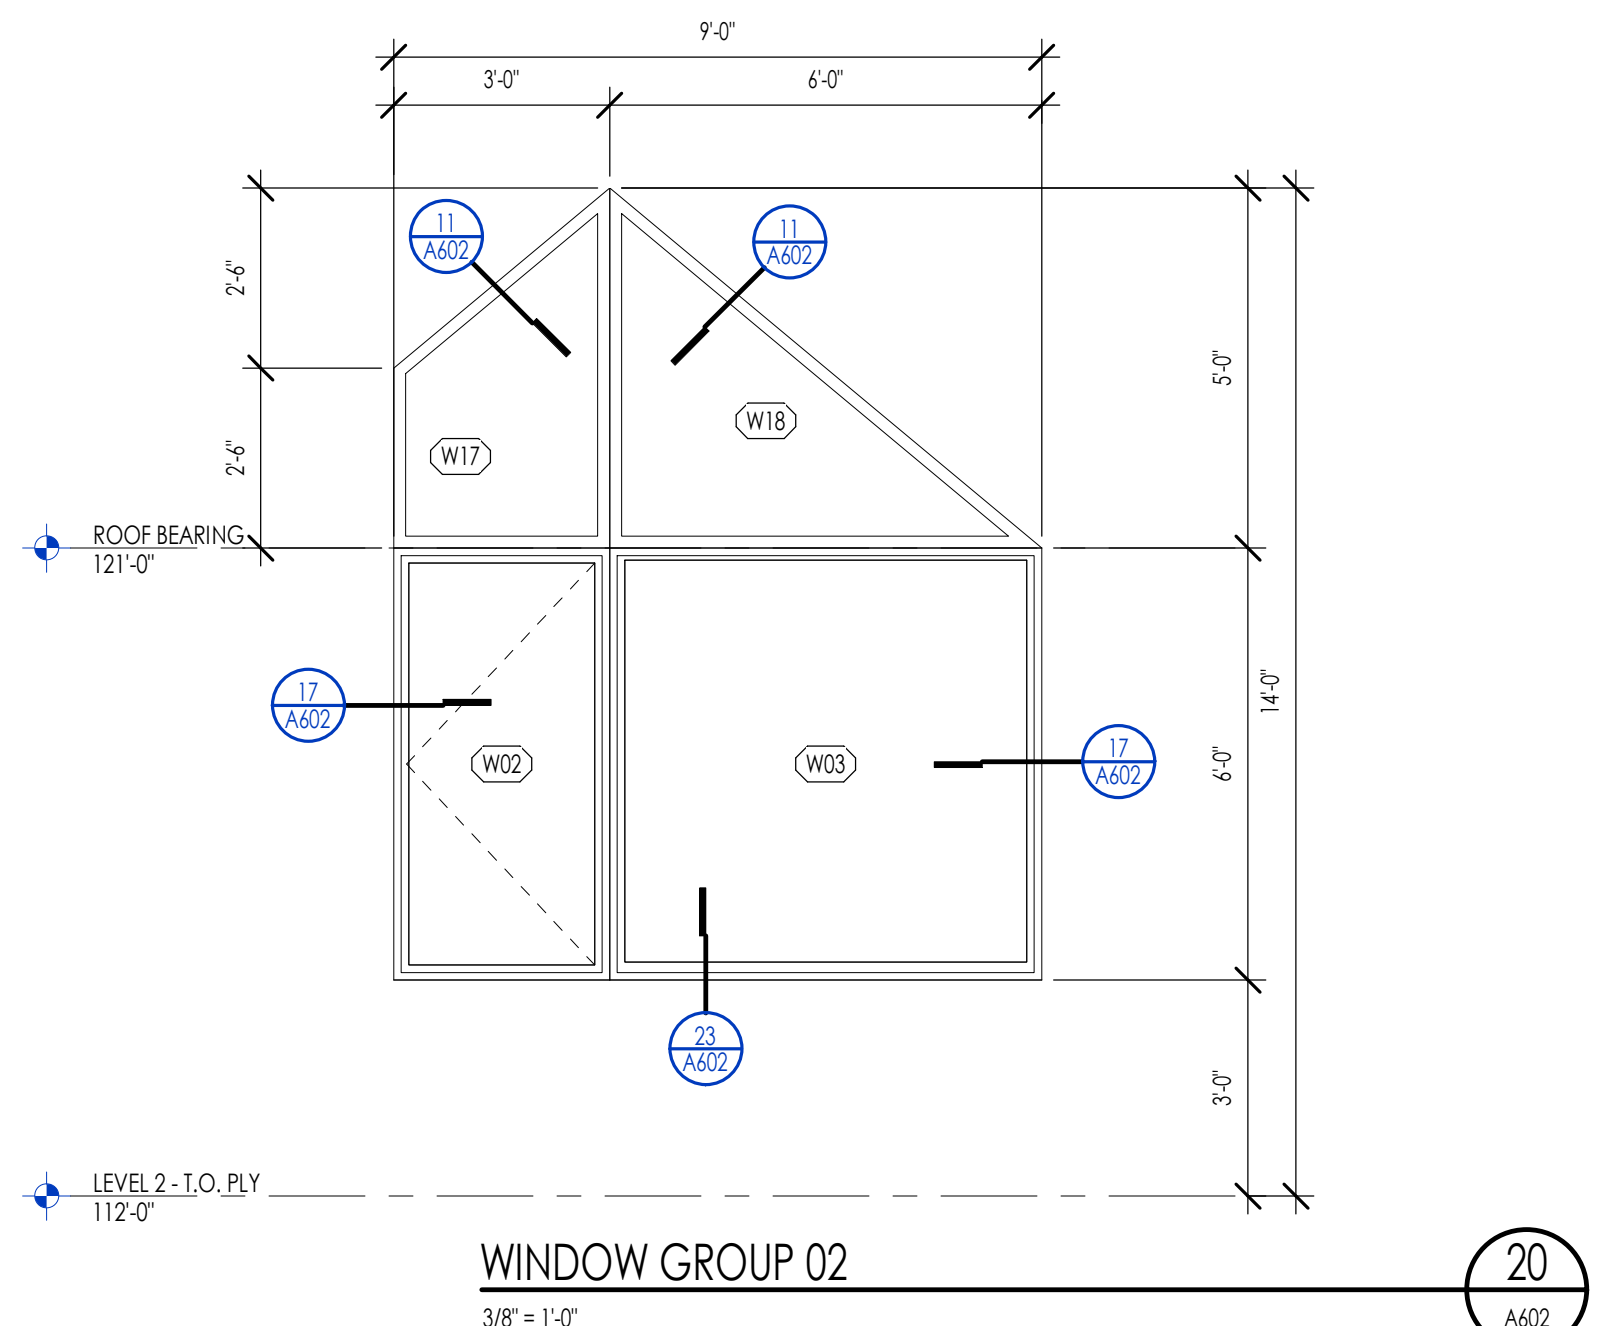 9'-0"
3'-0"
6'-0"
11
A602
11
A602
2'-6"
5'-0"
W18
W17
2'-6"
ROOF BEARING
121'-0"
17
A602
14'-0"
W02
W03
17
A602
6'-0"
23
A602
3'-0"
LEVEL 2 - T.O. PLY
112'-0"
WINDOW GROUP 02
20
3/8" = 1'-0"
A602